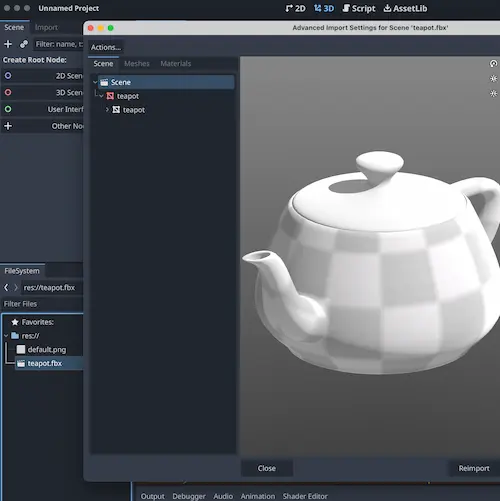 Unnamed Project
2D 3D Script AssetLib
Scene Import
Filter: name, t:
Create Root Node:
2D Scen
3D Scen
User Interf
Other No
Advanced Import Settings for Scene 'teapot.fbx'
Actions...
Scene Meshes Materials
Scene
teapot
teapot
FileSystem
res://teapot.fbx
Filter Files
Favorites:
res://
default.png
teapot.fbx
Close Reimport
Output Debugger Audio Animation Shader Editor